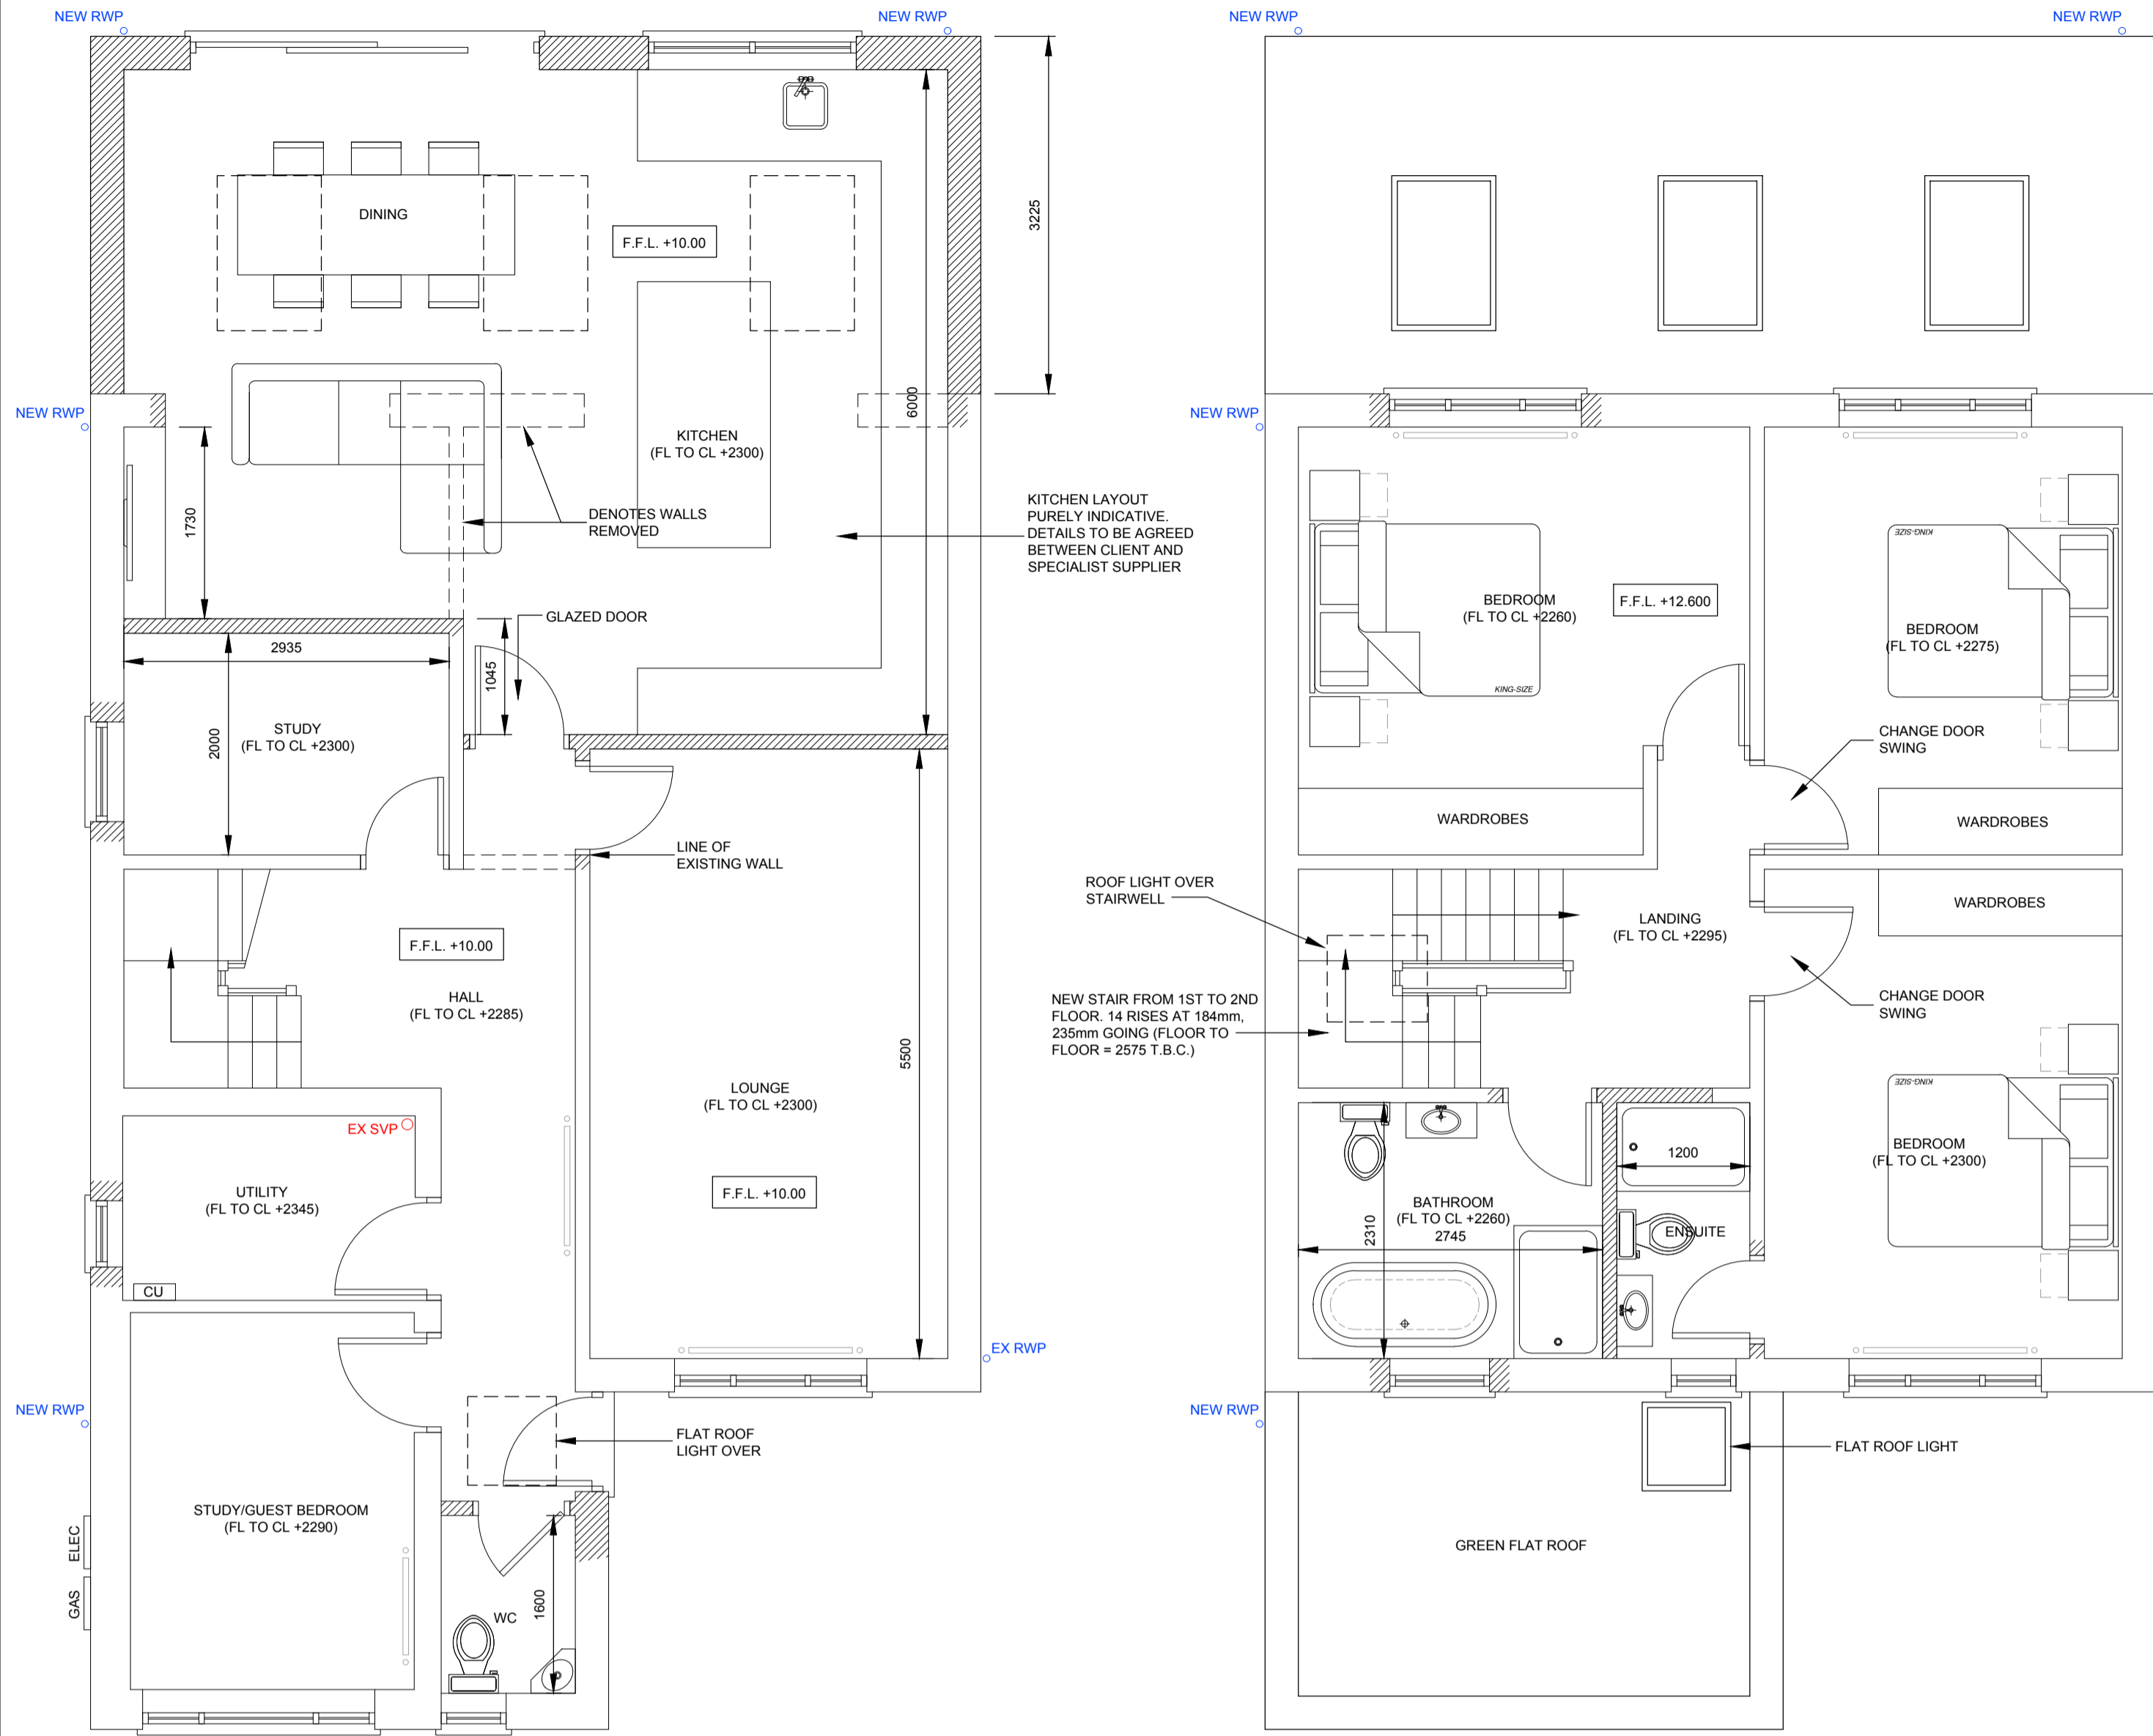 NEW RWP
NEW RWP
3225
DINING
F.F.L. +10.00
6000
NEW RWP
KITCHEN
(FL TO CL +2300)
1730
DENOTES WALLS
REMOVED
KITCHEN LAYOUT
PURELY INDICATIVE.
DETAILS TO BE AGREED
BETWEEN CLIENT AND
SPECIALIST SUPPLIER
GLAZED DOOR
2935
1045
STUDY
(FL TO CL +2300)
2000
LINE OF
EXISTING WALL
F.F.L. +10.00
HALL
(FL TO CL +2285)
5500
LOUNGE
(FL TO CL +2300)
EX SVP
UTILITY
(FL TO CL +2345)
F.F.L. +10.00
CU
EX RWP
NEW RWP
FLAT ROOF
LIGHT OVER
STUDY/GUEST BEDROOM
(FL TO CL +2290)
ELEC
GAS
WC
1600
NEW RWP
NEW RWP
NEW RWP
KING-SIZE
BEDROOM
(FL TO CL +2260)
F.F.L. +12.600
BEDROOM
(FL TO CL +2275)
KING-SIZE
CHANGE DOOR
SWING
WARDROBES
WARDROBES
ROOF LIGHT OVER
STAIRWELL
WARDROBES
LANDING
(FL TO CL +2295)
NEW STAIR FROM 1ST TO 2ND
FLOOR. 14 RISES AT 184mm,
235mm GOING (FLOOR TO
FLOOR = 2575 T.B.C.)
CHANGE DOOR
SWING
KING-SIZE
1200
BEDROOM
(FL TO CL +2300)
BATHROOM
(FL TO CL +2260)
2745
2310
ENSUITE
NEW RWP
FLAT ROOF LIGHT
GREEN FLAT ROOF